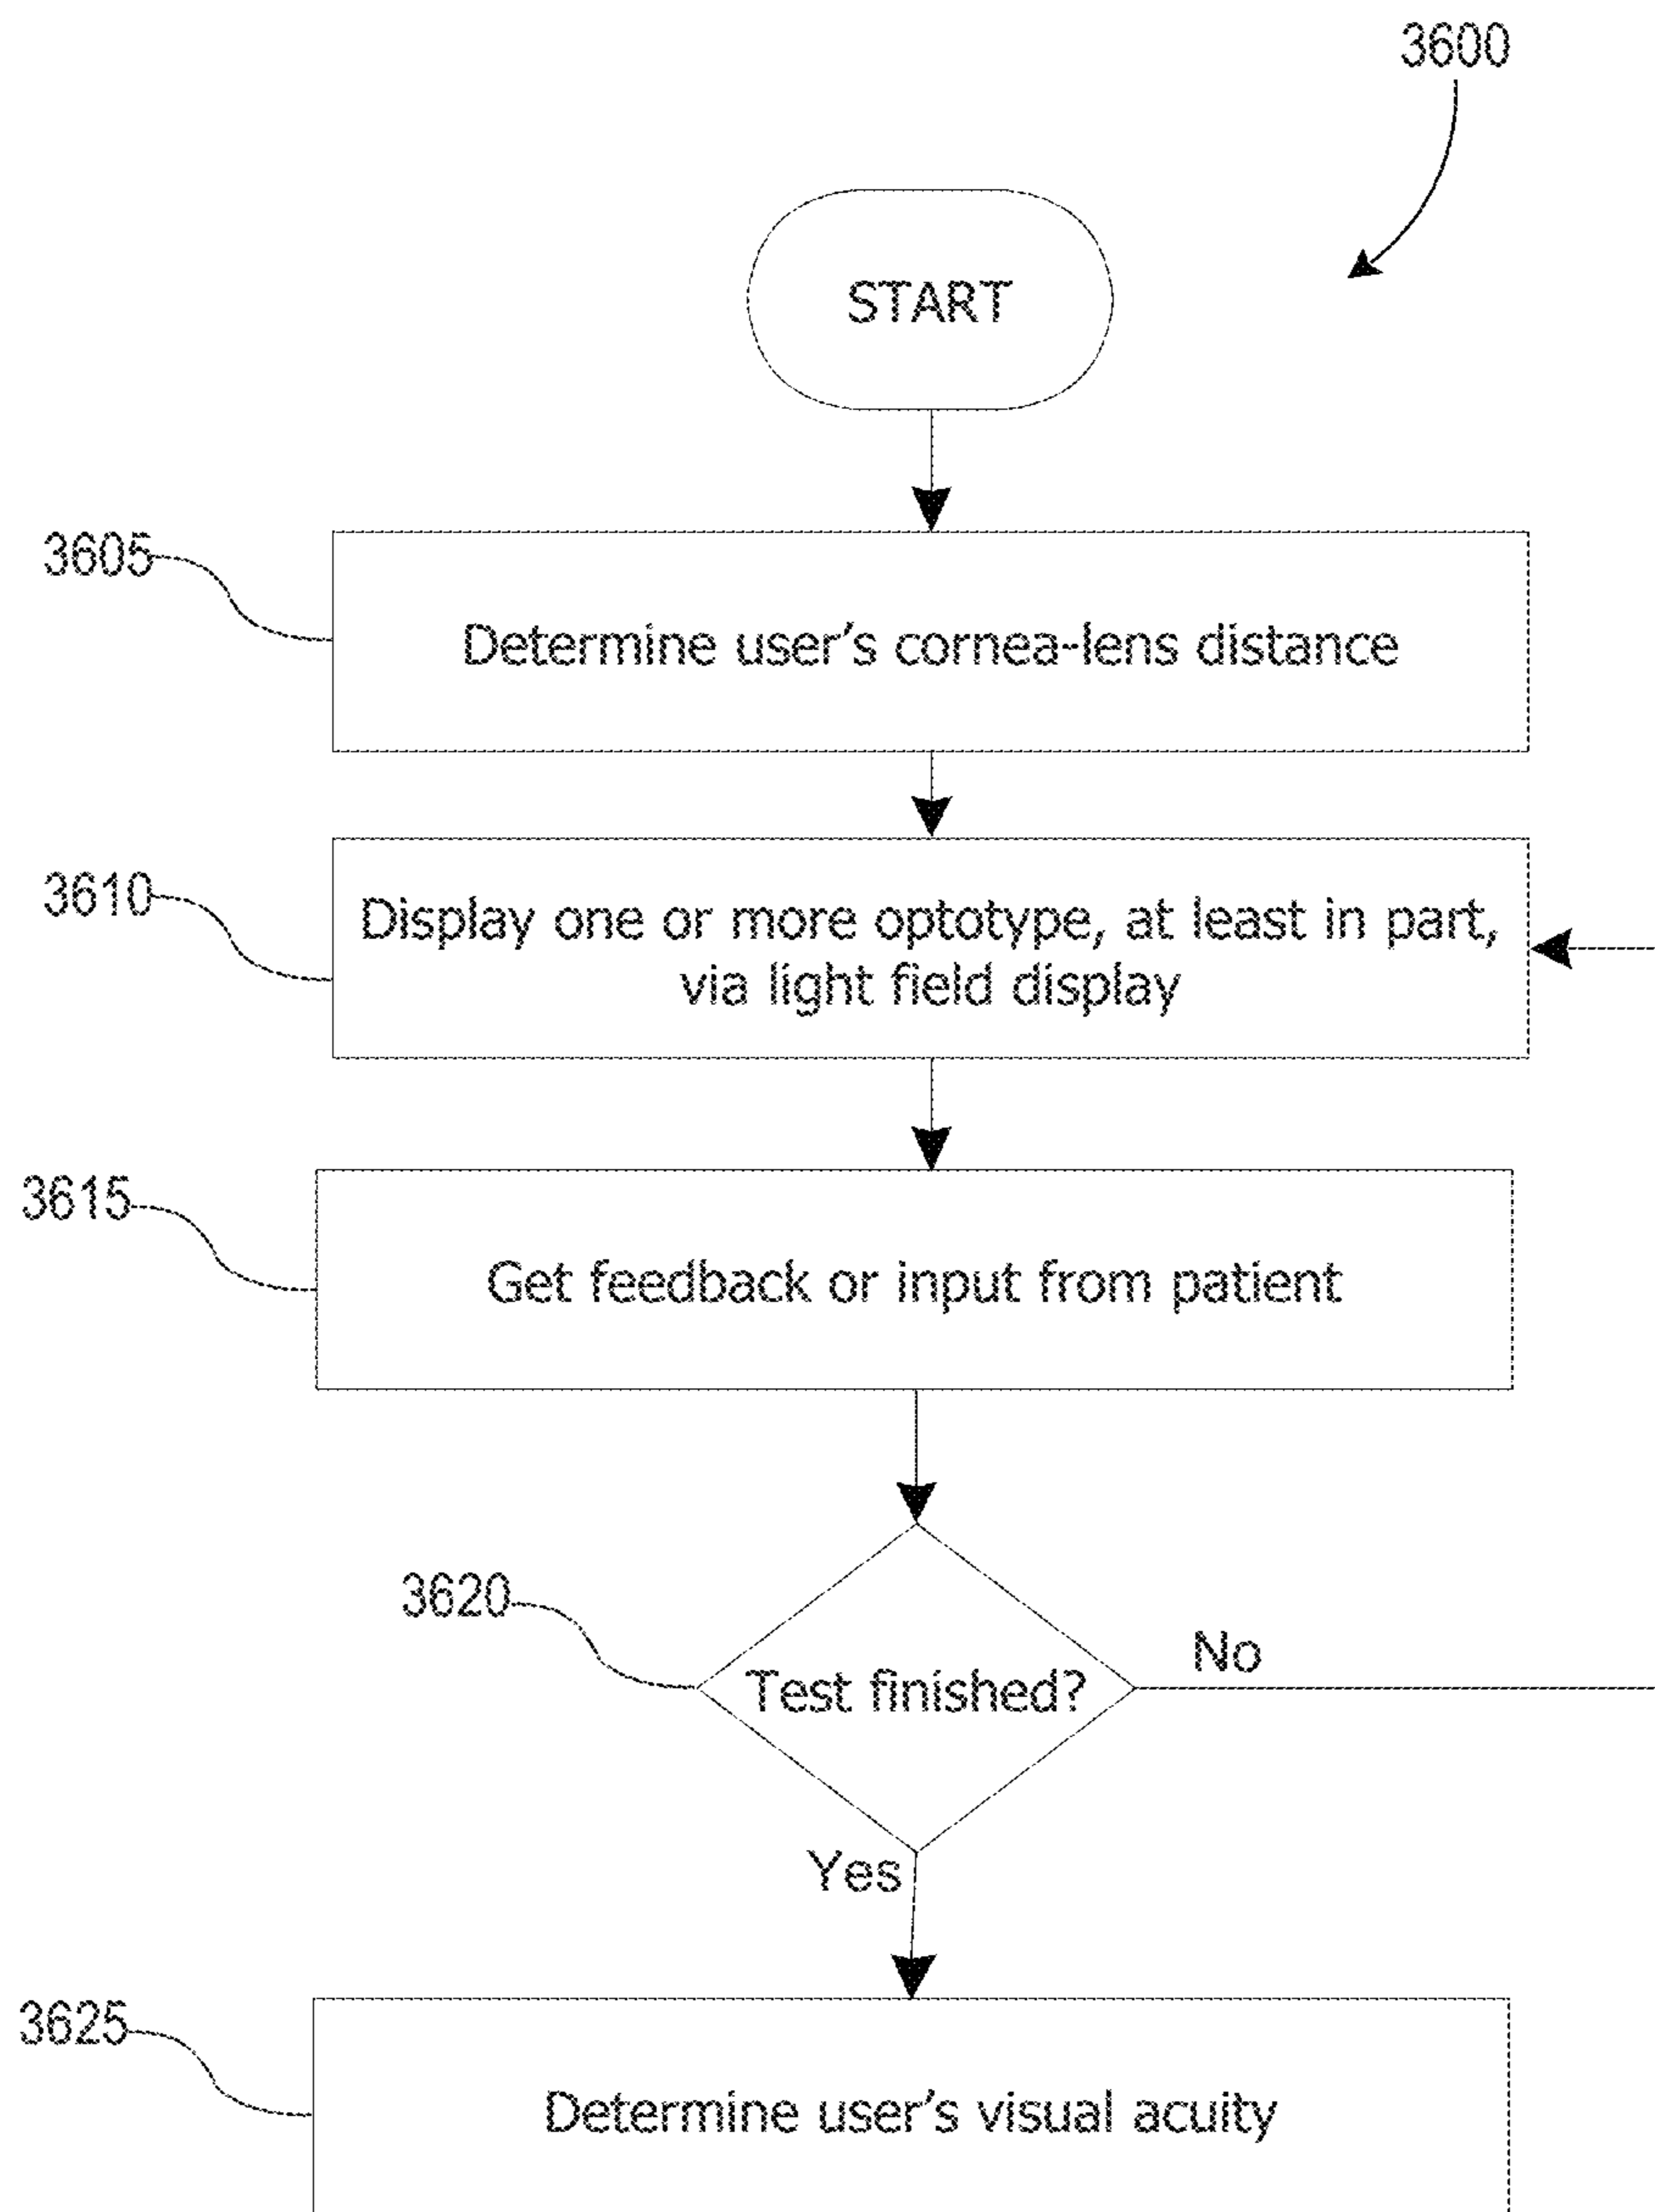 3600
START
3605
Determine user's cornea-lens distance
3610
Display one or more optotype, at least in part,
via light field display
3615
Get feedback or input from patient
3620
Test finished?
No
Yes
3625
Determine user's visual acuity